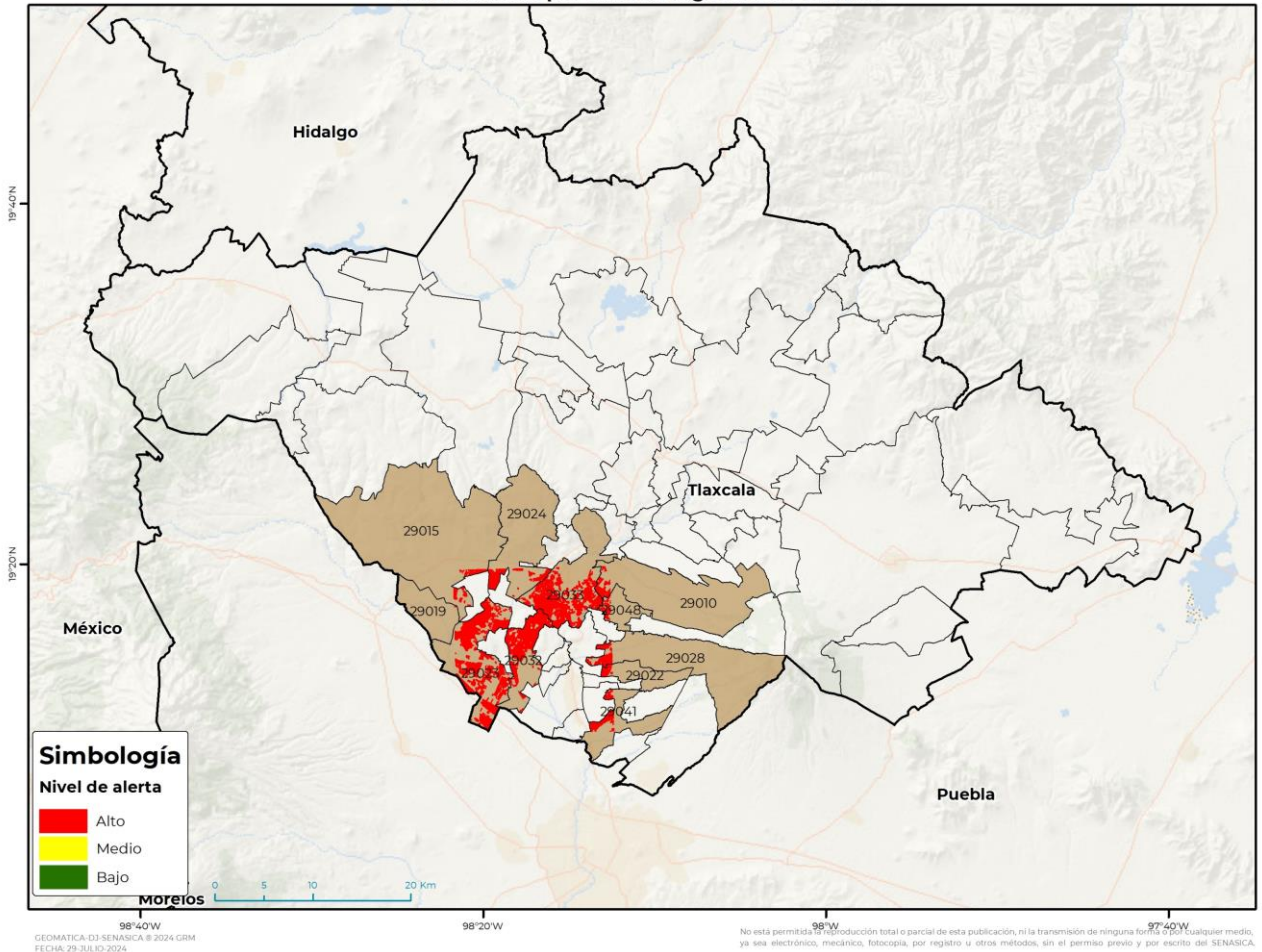 Hidalgo
19°40'N
Tlaxcala
29024
29015
19°20'N
29033
29048
29010
29019
México
29028
29032
29022
29023
29041
Simbología
Nivel de alerta
Alto
Medio
Bajo
Puebla
Morelos
0 5 10 20 Km
98°40'W 98°20'W 98°W 97°40'W
GEOMATICA-DJ-SENASICA ® 2024 GRM
FECHA: 29-JULIO-2024
No está permitida la reproducción total o parcial de esta publicación, ni la transmisión de ninguna forma o por cualquier medio,
ya sea electrónico, mecánico, fotocopia, por registro u otros métodos, sin el permiso previo y por escrito del SENASICA.